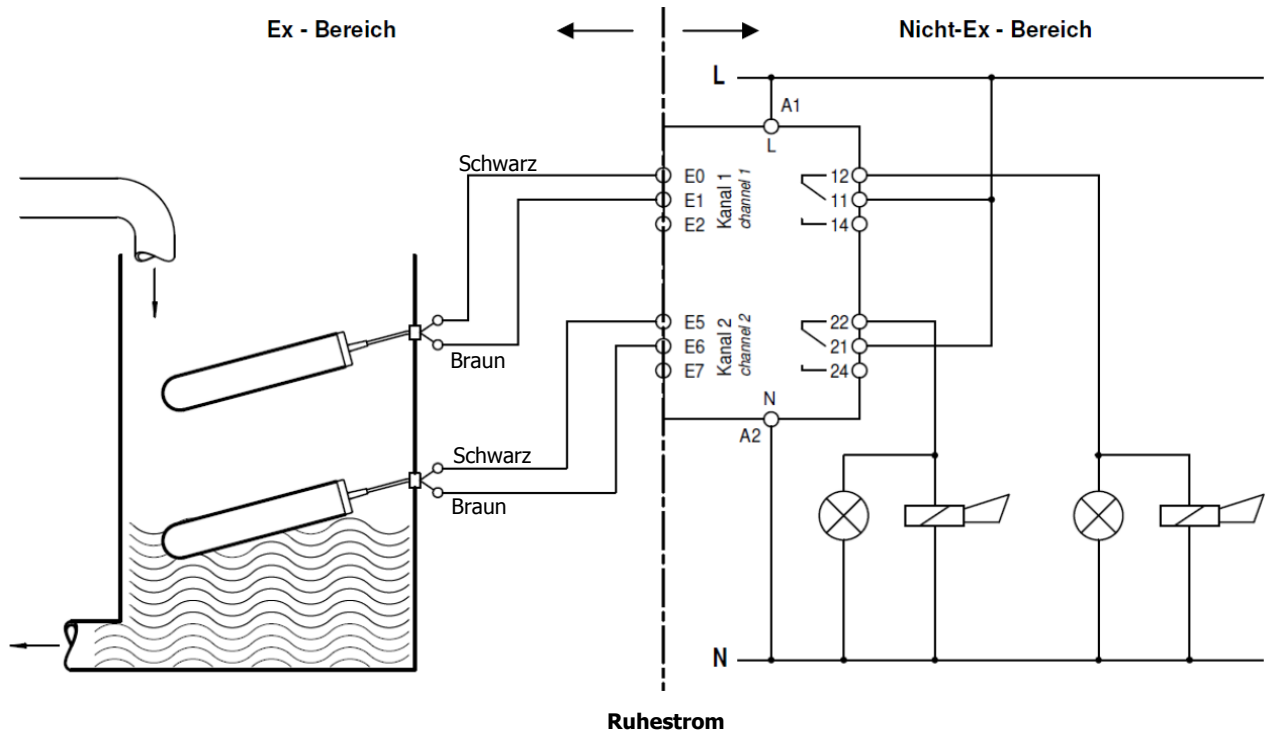 Ex - Bereich
Nicht-Ex - Bereich
L
A1
L
Schwarz
E0
E1
E2
Kanal 1
channel 1
12
11
14
Braun
E5
E6
E7
Kanal 2
channel 2
22
21
24
N
A2
Schwarz
Braun
N
Ruhestrom